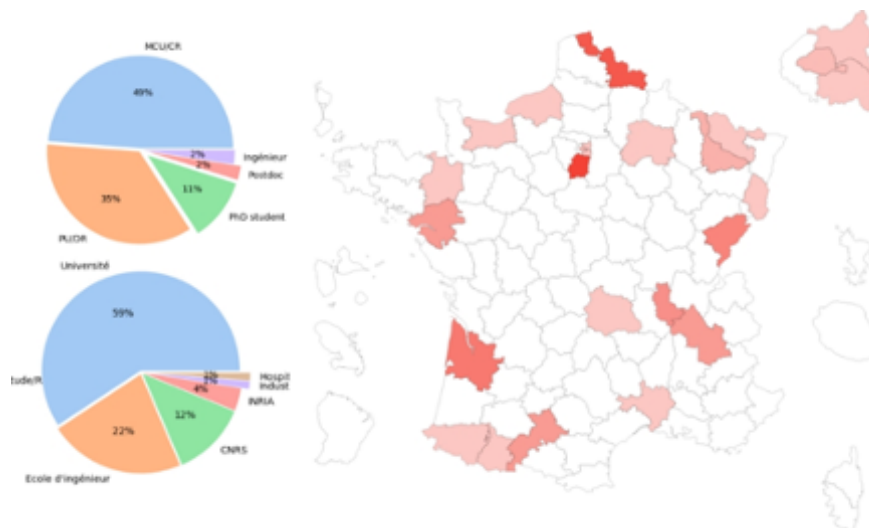 MCU/CR
49%
2%
Ingénieur
2%
Postdoc
11%
PhD student
35%
PU/DR
Université
59%
Hospit
Indust
4%
INRIA
12%
CNRS
22%
Ecole d'ingénieur
tude/R